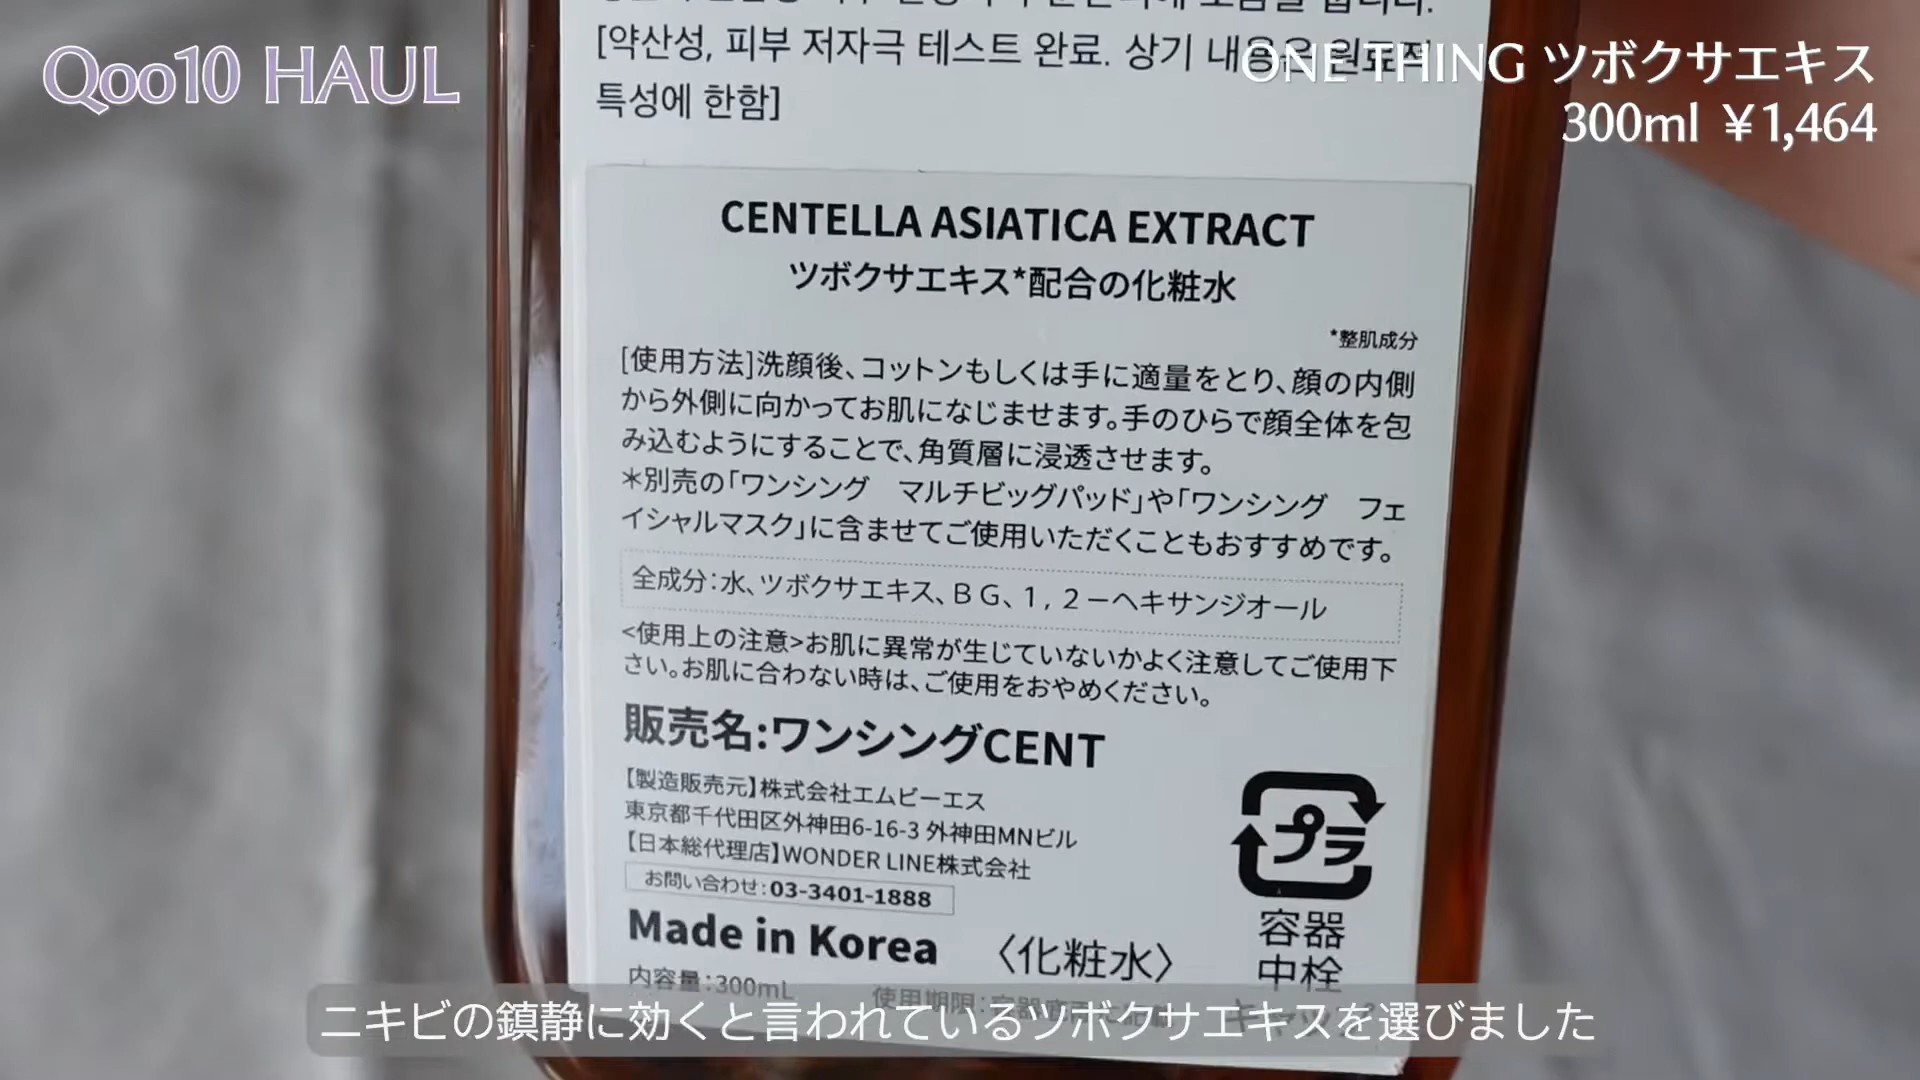 Qoo10 HAUL
ONE THING ツボクサエキス
300ml ￥1,464
[약산성, 피부 저자극 테스트 완료. 상기 내용은 원료적
특성에 한함]
CENTELLA ASIATICA EXTRACT
ツボクサエキス*配合の化粧水
*整肌成分
[使用方法]洗顔後、コットンもしくは手に適量をとり、顔の内側
から外側に向かってお肌になじませます。手のひらで顔全体を包
み込むようにすることで、角質層に浸透させます。
＊別売の「ワンシング　マルチビッグパッド」や「ワンシング　フェ
イシャルマスク」に含ませてご使用いただくこともおすすめです。
全成分：水、ツボクサエキス、ＢＧ、１，２－ヘキサンジオール
<使用上の注意>お肌に異常が生じていないかよく注意してご使用下
さい。お肌に合わない時は、ご使用をおやめください。
販売名:ワンシングCENT
【製造販売元】株式会社エムビーエス
東京都千代田区外神田6-16-3 外神田MNビル
【日本総代理店】WONDER LINE株式会社
お問い合わせ：03-3401-1888
Made in Korea 〈化粧水〉
プラ
容器
中栓
内容量：300mL
使用期限：
ニキビの鎮静に効くと言われているツボクサエキスを選びました